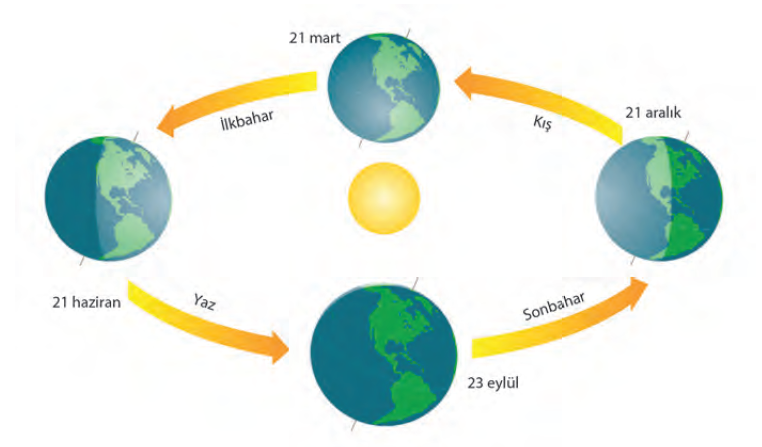 21 mart
21 aralık
İlkbahar
Kış
21 haziran
Yaz
Sonbahar
23 eylül